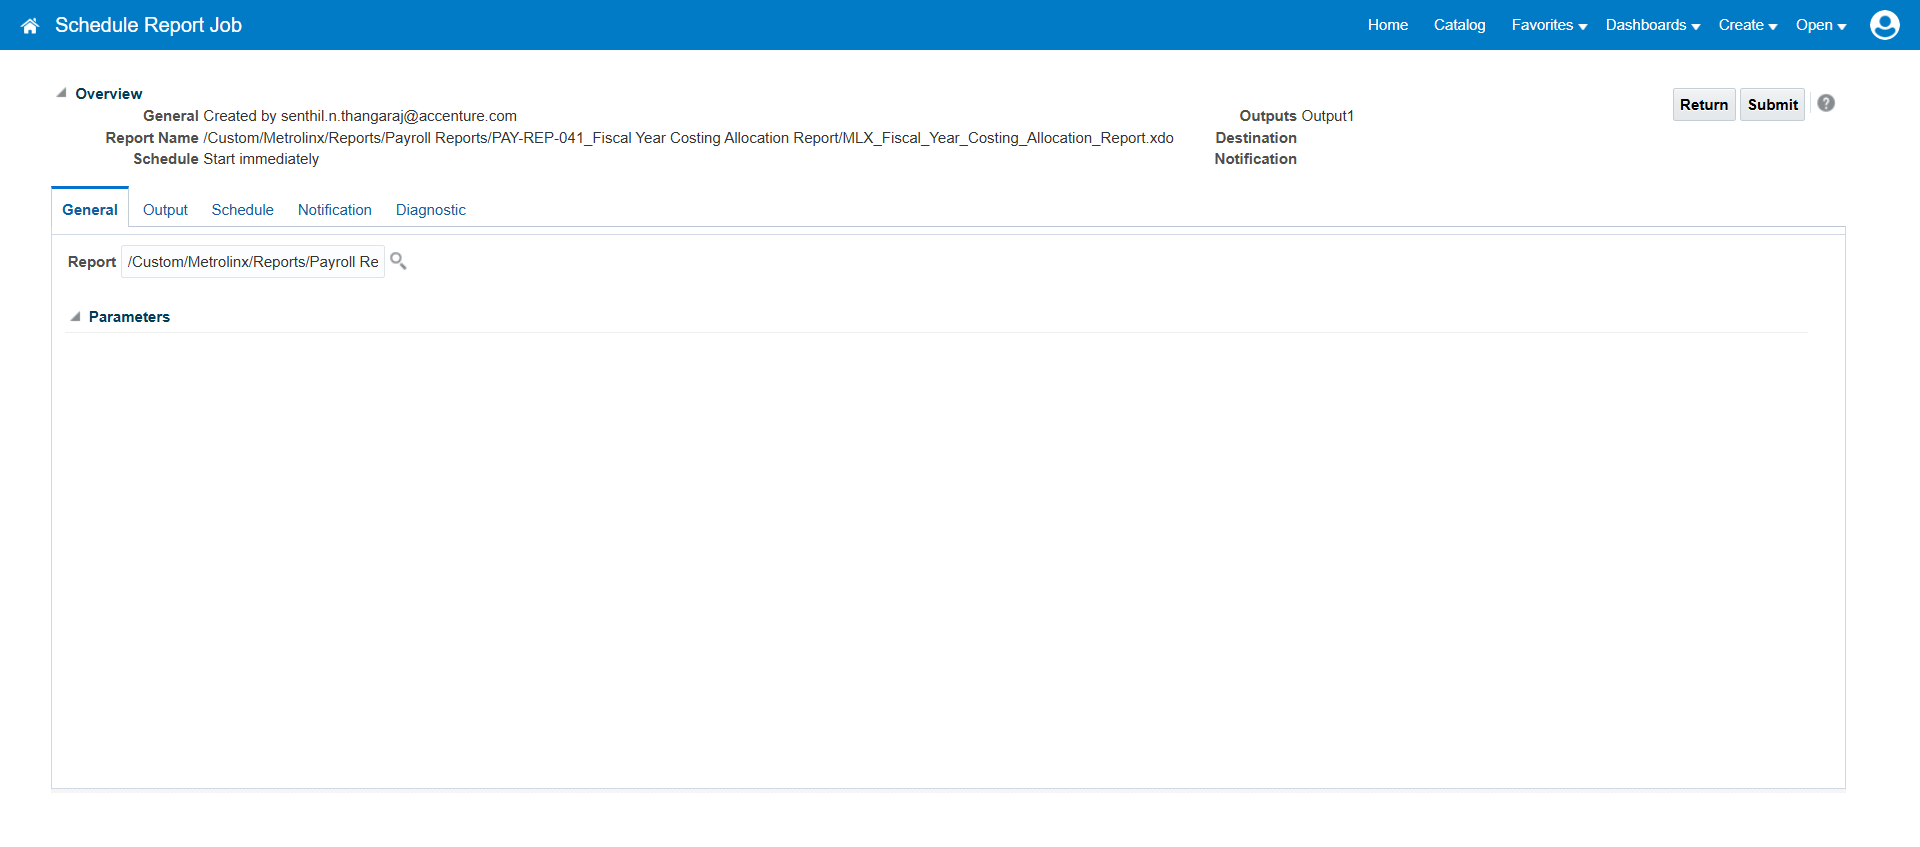 Schedule Report Job
Home Catalog Favorites Dashboards Create Open
Overview
General Created by senthil.n.thangaraj@accenture.com
Report Name /Custom/Metrolinx/Reports/Payroll Reports/PAY-REP-041_Fiscal Year Costing Allocation Report/MLX_Fiscal_Year_Costing_Allocation_Report.xdo
Schedule Start immediately
Outputs Output1
Destination
Notification
Return Submit ?
General Output Schedule Notification Diagnostic
Report /Custom/Metrolinx/Reports/Payroll Re
Parameters